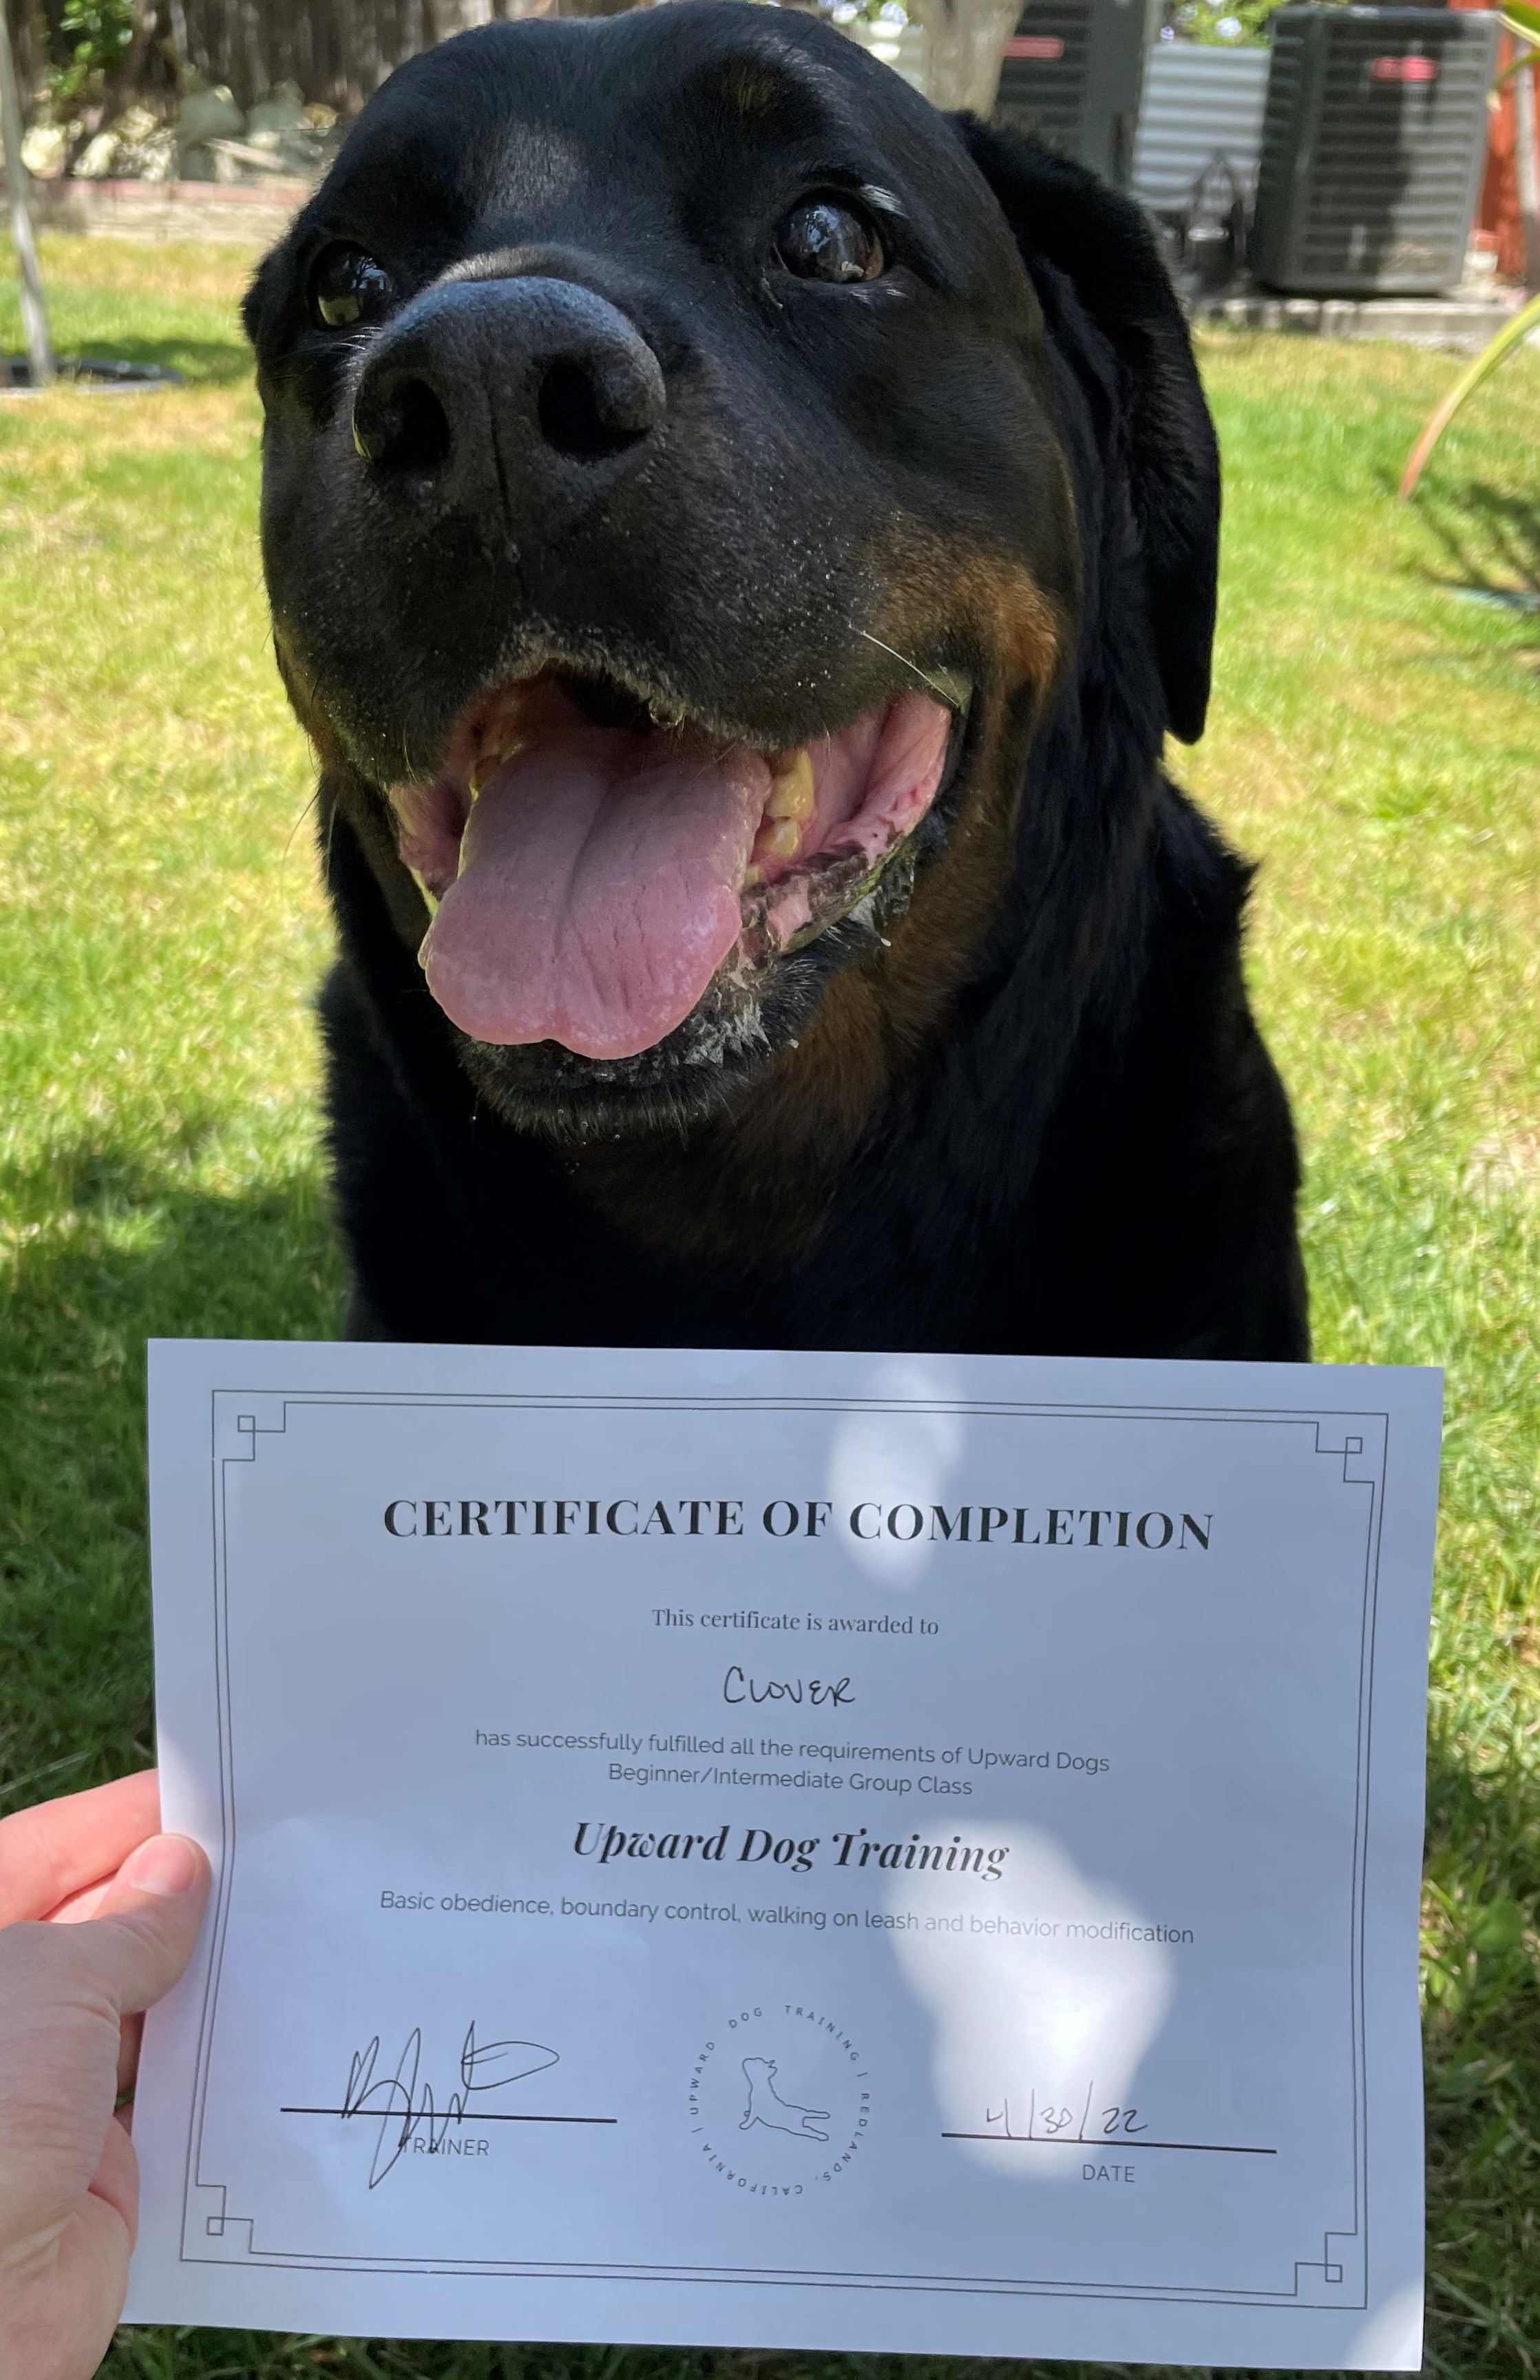 CERTIFICATE OF COMPLETION
This certificate is awarded to
CLOVER
has successfully fulfilled all the requirements of Upward Dogs
Beginner/Intermediate Group Class
Upward Dog Training
Basic obedience, boundary control, walking on leash and behavior modification
UPWARD DOG TRAINING | REDLANDS, CALIFORNIA |
4/30/22
TRAINER
DATE